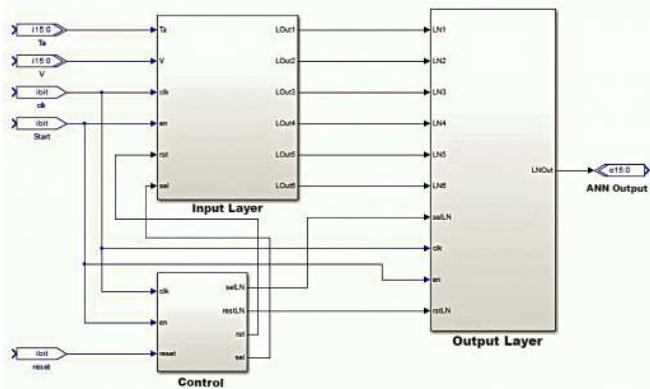 i15:0
Ta
i15:0
V
ibit
clk
ibit
Start
Ta
V
clk
en
rst
sel
LOut1
LOut2
LOut3
LOut4
LOut5
LOut6
Input Layer
LN1
LN2
LN3
LN4
LN5
LN6
selLN
clk
en
rstLN
LNOut
Output Layer
o15:0
ANN Output
clk
en
reset
selLN
restLN
rst
sel
Control
ibit
reset